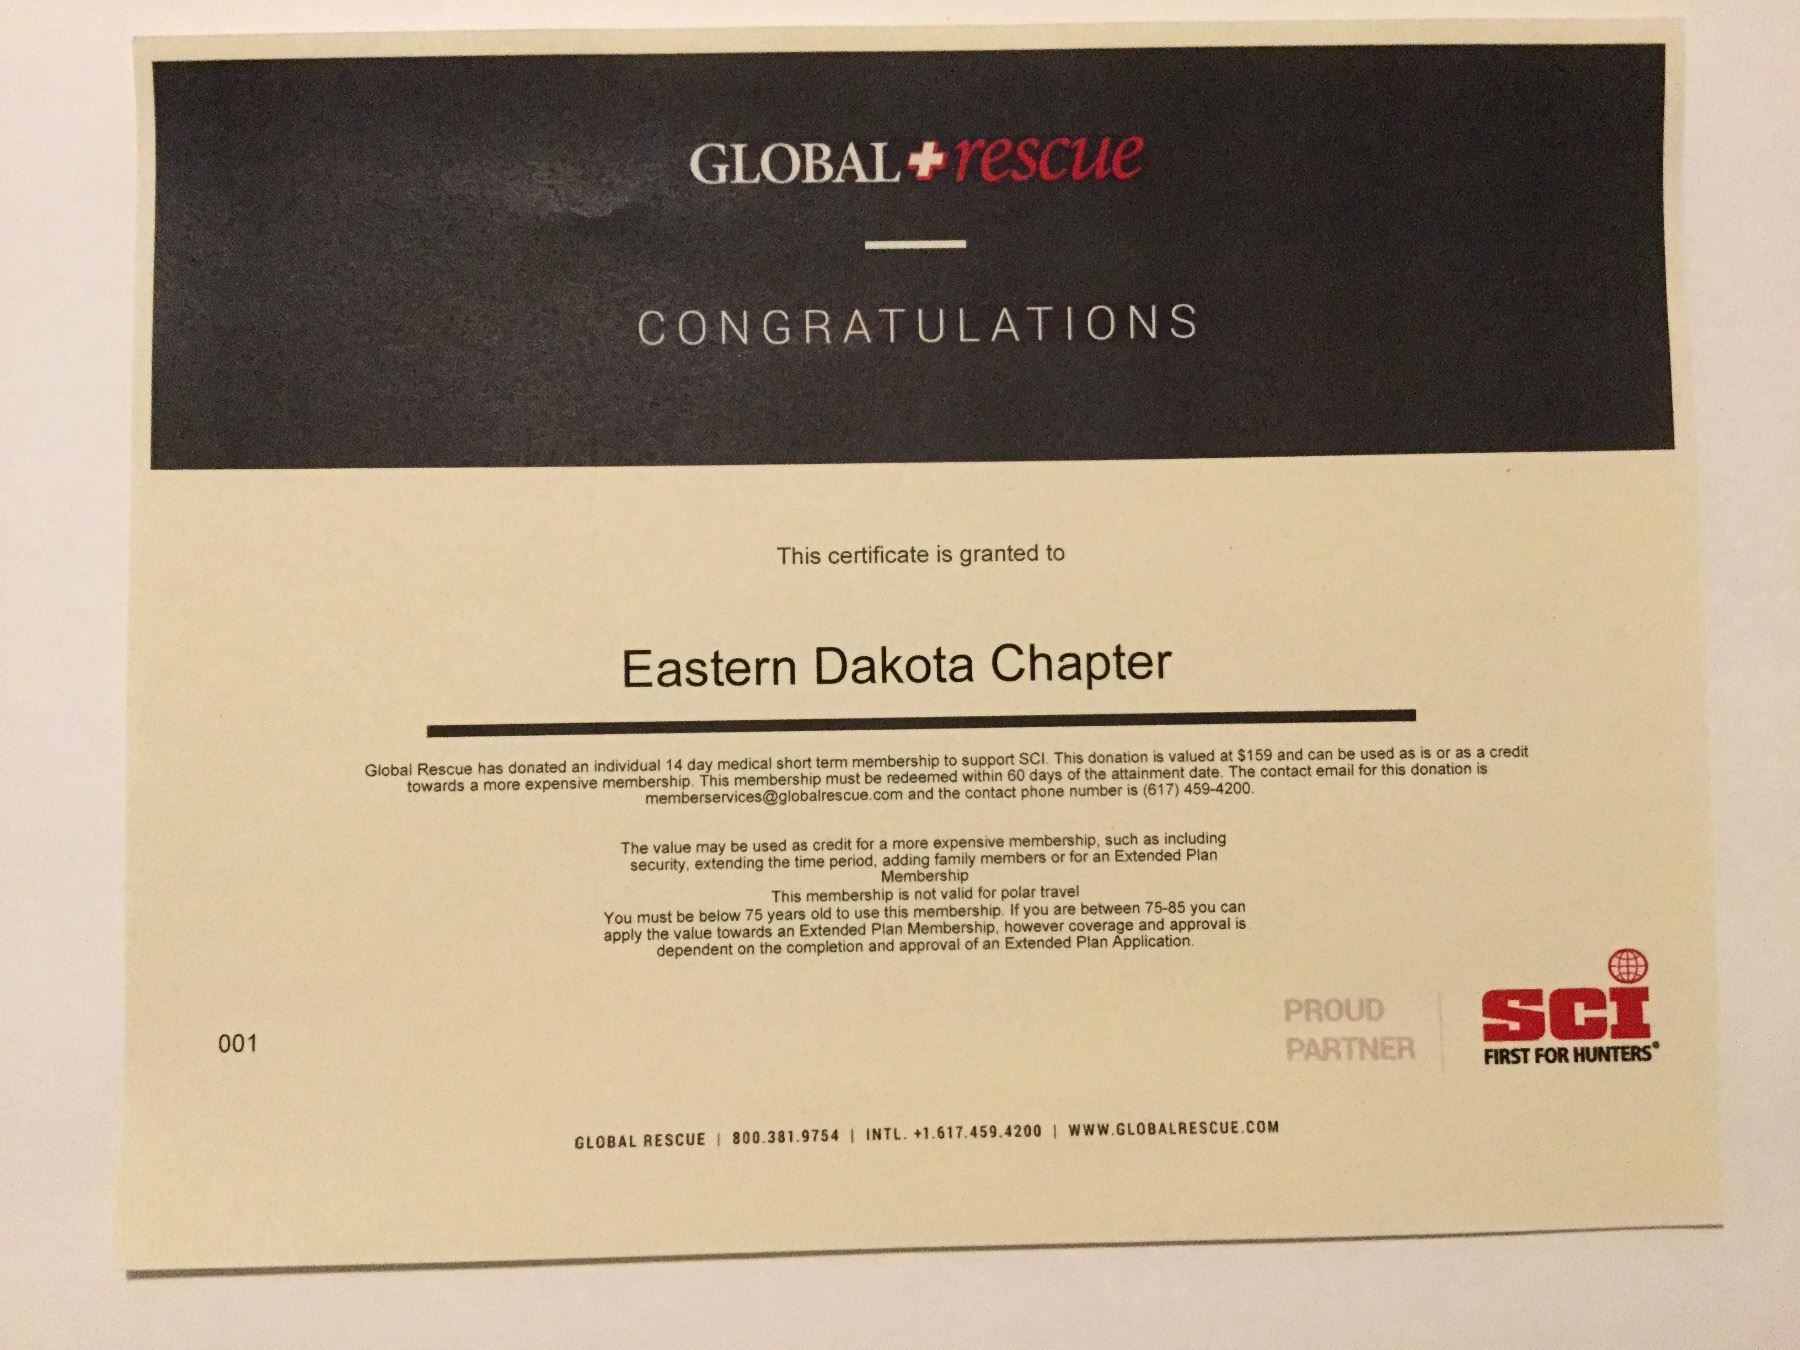 GLOBAL rescue
CONGRATULATIONS
This certificate is granted to
Eastern Dakota Chapter
Global Rescue has donated an individual 14 day medical short term membership to support SCI. This donation is valued at $159 and can be used as is or as a credit
towards a more expensive membership. This membership must be redeemed within 60 days of the attainment date. The contact email for this donation is
memberservices@globalrescue.com and the contact phone number is (617) 459-4200.
The value may be used as credit for a more expensive membership, such as including
security, extending the time period, adding family members or for an Extended Plan
Membership
This membership is not valid for polar travel
You must be below 75 years old to use this membership. If you are between 75-85 you can
apply the value towards an Extended Plan Membership, however coverage and approval is
dependent on the completion and approval of an Extended Plan Application.
001
PROUD
PARTNER
SCI
FIRST FOR HUNTERS®
GLOBAL RESCUE | 800.381.9754 | INTL. +1.617.459.4200 | WWW.GLOBALRESCUE.COM